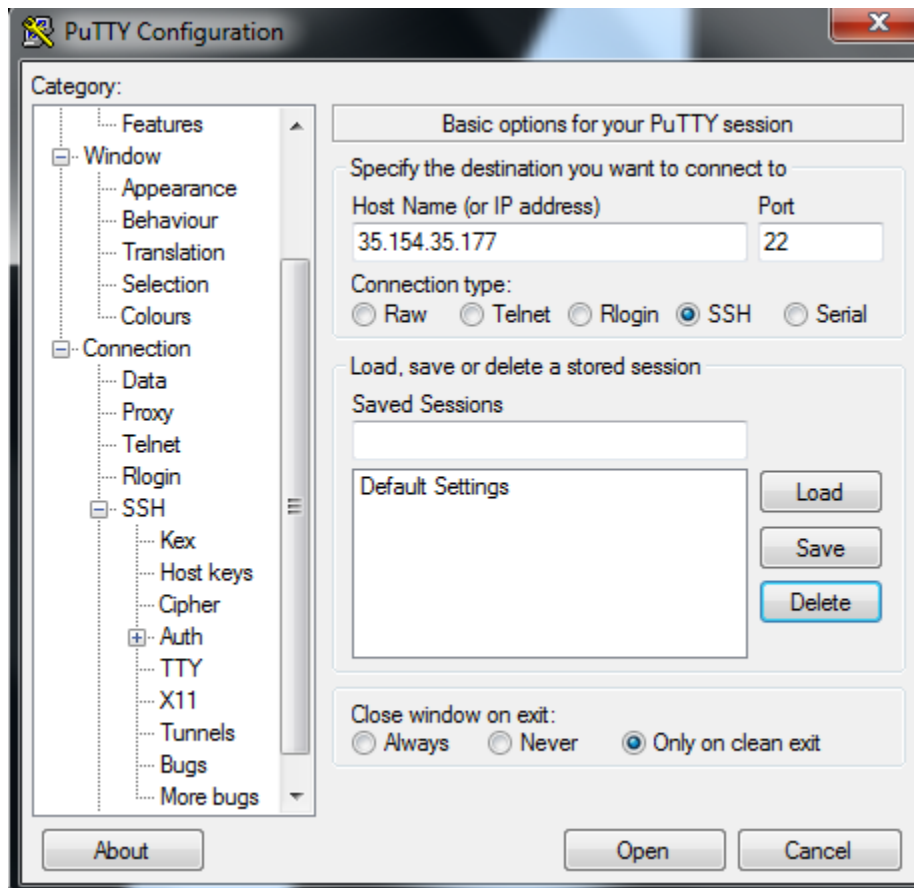 PuTTY Configuration
x
Category:
Features
Window
Appearance
Behaviour
Translation
Selection
Colours
Connection
Data
Proxy
Telnet
Rlogin
SSH
Kex
Host keys
Cipher
Auth
TTY
X11
Tunnels
Bugs
More bugs
Basic options for your PuTTY session
Specify the destination you want to connect to
Host Name (or IP address) Port
35.154.35.177 22
Connection type:
Raw Telnet Rlogin SSH Serial
Load, save or delete a stored session
Saved Sessions
Default Settings
Load
Save
Delete
Close window on exit:
Always Never Only on clean exit
About Open Cancel